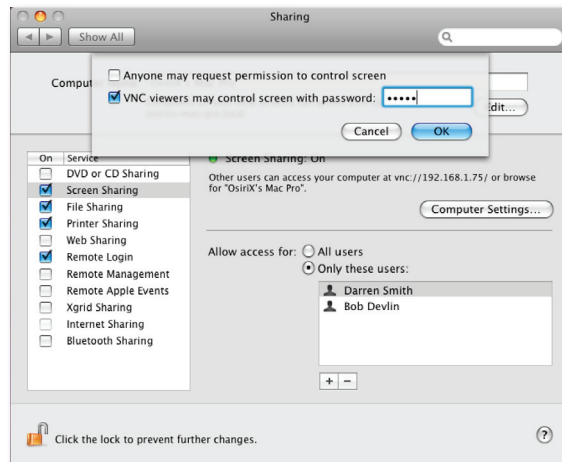 Sharing
Show All
Anyone may request permission to control screen
VNC viewers may control screen with password: •••••
Cancel OK
Comput
Edit...
On Service
DVD or CD Sharing
Screen Sharing
File Sharing
Printer Sharing
Web Sharing
Remote Login
Remote Management
Remote Apple Events
Xgrid Sharing
Internet Sharing
Bluetooth Sharing
Screen Sharing: On
Other users can access your computer at vnc://192.168.1.75/ or browse
for "OsiriX's Mac Pro".
Computer Settings...
Allow access for: All users
Only these users:
Darren Smith
Bob Devlin
+ −
Click the lock to prevent further changes.
?